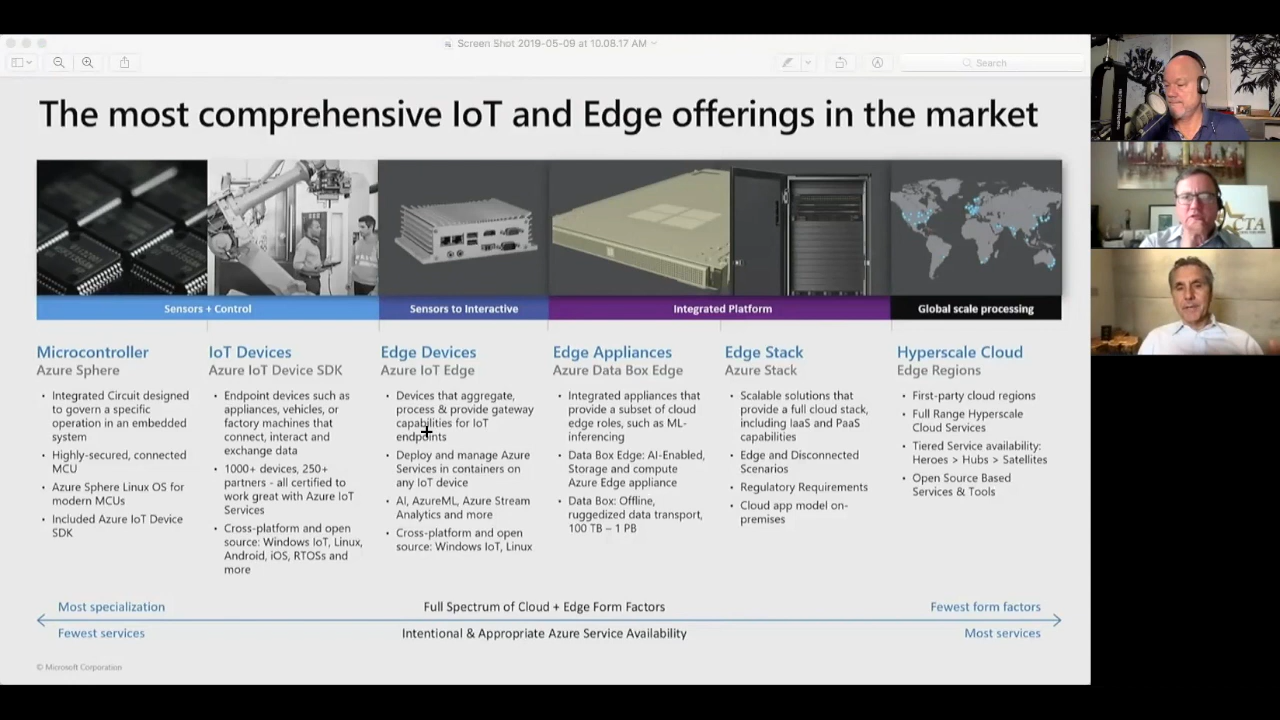 Screen Shot 2019-05-09 at 10.08.17 AM
Search
The most comprehensive IoT and Edge offerings in the market
Sensors + Control
Sensors to Interactive
Integrated Platform
Global scale processing
Microcontroller
Azure Sphere
• Integrated Circuit designed
to govern a specific
operation in an embedded
system
• Highly-secured, connected
MCU
• Azure Sphere Linux OS for
modern MCUs
• Included Azure IoT Device
SDK
IoT Devices
Azure IoT Device SDK
• Endpoint devices such as
appliances, vehicles, or
factory machines that
connect, interact and
exchange data
• 1000+ devices, 250+
partners - all certified to
work great with Azure IoT
Services
• Cross-platform and open
source: Windows IoT, Linux,
Android, iOS, RTOSs and
more
Edge Devices
Azure IoT Edge
• Devices that aggregate,
process & provide gateway
capabilities for IoT
endpoints
• Deploy and manage Azure
Services in containers on
any IoT device
• AI, AzureML, Azure Stream
Analytics and more
• Cross-platform and open
source: Windows IoT, Linux
Edge Appliances
Azure Data Box Edge
• Integrated appliances that
provide a subset of cloud
edge roles, such as ML-
inferencing
• Data Box Edge: AI-Enabled,
Storage and compute
Azure Edge appliance
• Data Box: Offline,
ruggedized data transport,
100 TB – 1 PB
Edge Stack
Azure Stack
• Scalable solutions that
provide a full cloud stack,
including IaaS and PaaS
capabilities
• Edge and Disconnected
Scenarios
• Regulatory Requirements
• Cloud app model on-
premises
Hyperscale Cloud
Edge Regions
• First-party cloud regions
• Full Range Hyperscale
Cloud Services
• Tiered Service availability:
Heroes > Hubs > Satellites
• Open Source Based
Services & Tools
Most specialization
Full Spectrum of Cloud + Edge Form Factors
Fewest form factors
Fewest services
Intentional & Appropriate Azure Service Availability
Most services
© Microsoft Corporation
CTA